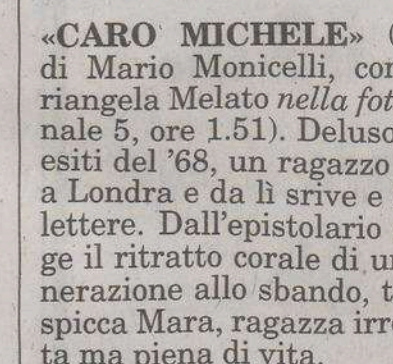 «CARO MICHELE» (
di Mario Monicelli, con
riangela Melato nella fot
nale 5, ore 1.51). Deluso
esiti del '68, un ragazzo
a Londra e da lì srive e
lettere. Dall'epistolario
ge il ritratto corale di un
nerazione allo sbando, t
spicca Mara, ragazza irre
ta ma piena di vita.